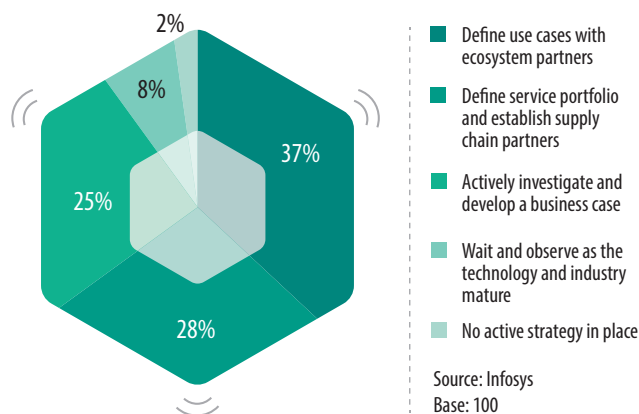 2%
8%
37%
25%
28%
Define use cases with
ecosystem partners
Define service portfolio
and establish supply
chain partners
Actively investigate and
develop a business case
Wait and observe as the
technology and industry
mature
No active strategy in place
Source: Infosys
Base: 100